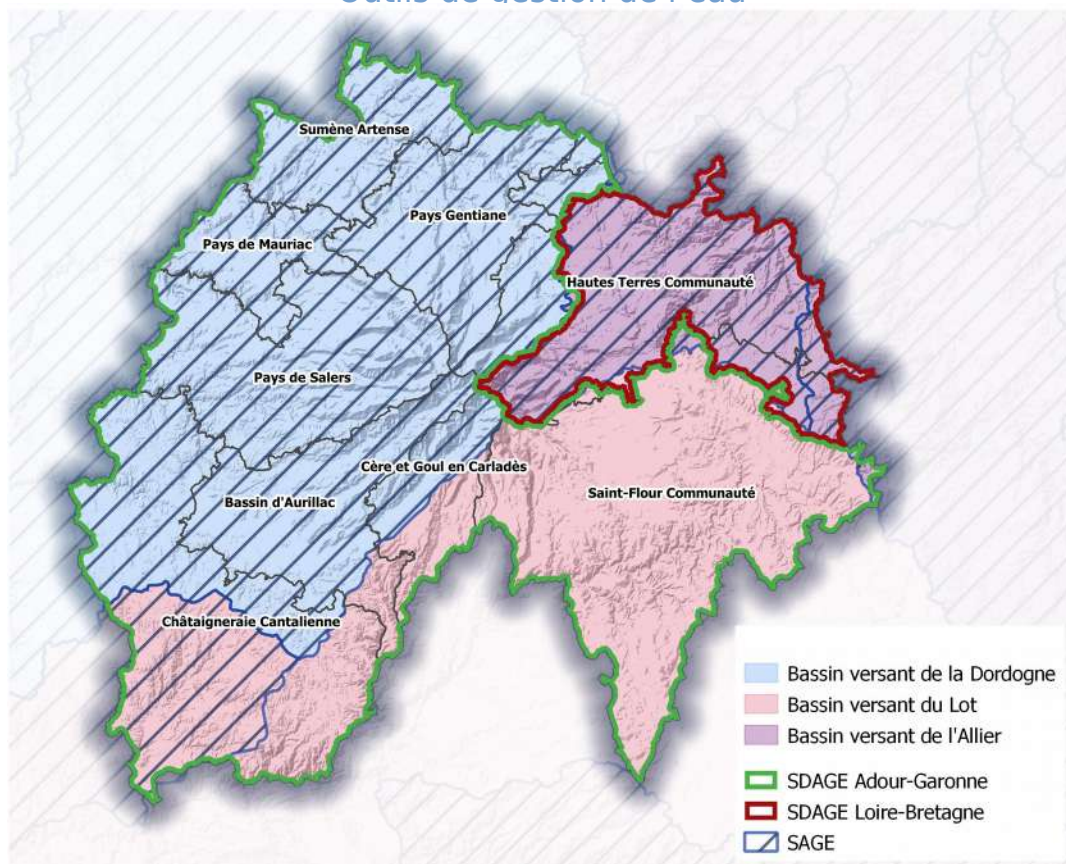 Outils de gestion de l'eau
Sumène Artense
Pays Gentiane
Pays de Mauriac
Hautes Terres Communauté
Pays de Salers
Cère et Goul en Carladès
Saint-Flour Communauté
Bassin d'Aurillac
Châtaigneraie Cantalienne
Bassin versant de la Dordogne
Bassin versant du Lot
Bassin versant de l'Allier
SDAGE Adour-Garonne
SDAGE Loire-Bretagne
SAGE